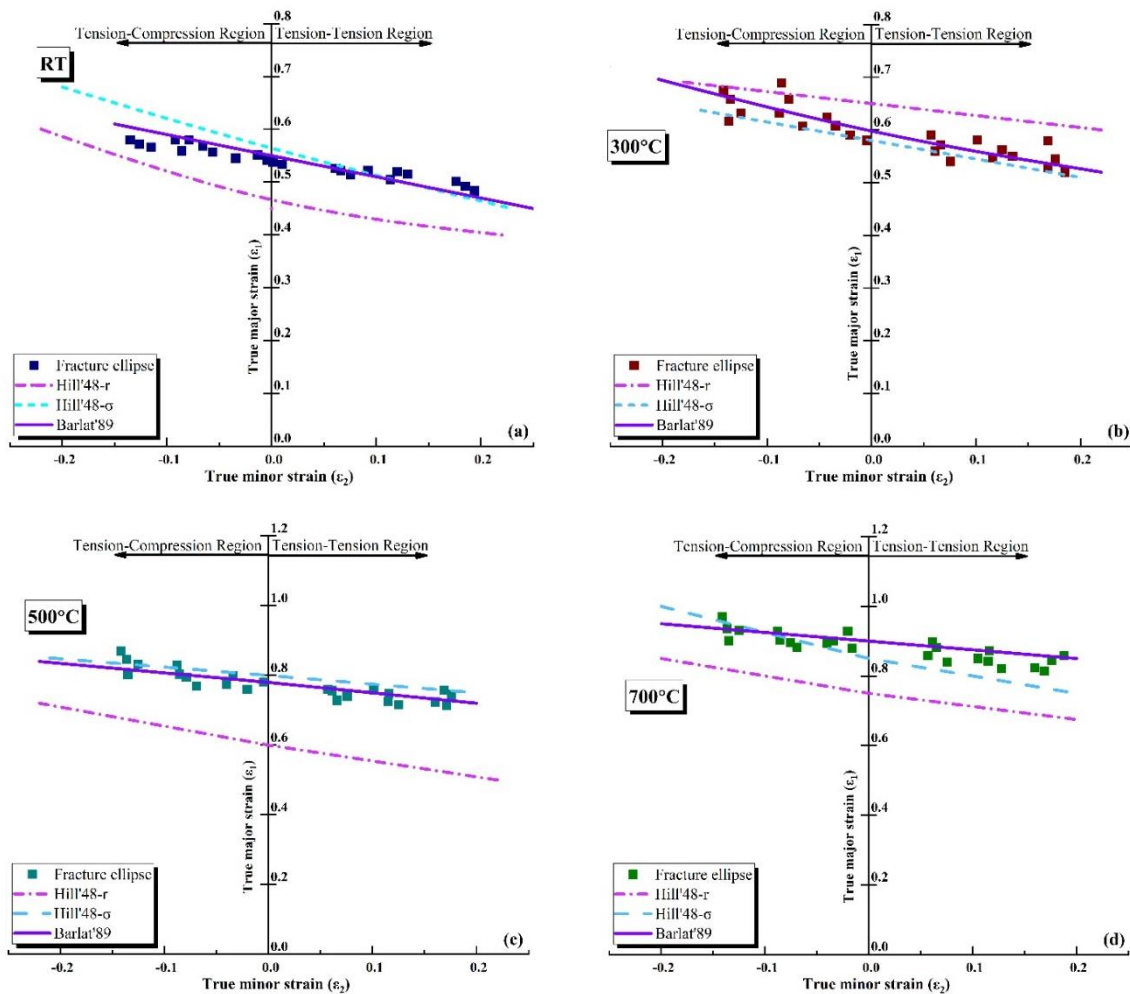 0.8
Tension-Compression Region Tension-Tension Region
RT
0.7
0.6
0.5
0.4
0.3
0.2
0.1
0.0
True major strain (ε1)
Fracture ellipse
Hill'48-r
Hill'48-σ
Barlat'89
(a)
-0.2 -0.1 0.0 0.1 0.2
True minor strain (ε2)
0.8
Tension-Compression Region Tension-Tension Region
0.7
300°C
0.6
0.5
0.4
0.3
0.2
0.1
0.0
True major strain (ε1)
Fracture ellipse
Hill'48-r
Hill'48-σ
Barlat'89
(b)
-0.2 -0.1 0.0 0.1 0.2
True minor strain (ε2)
1.2
Tension-Compression Region Tension-Tension Region
1.0
500°C
0.8
0.6
0.4
0.2
0.0
True major strain (ε1)
Fracture ellipse
Hill'48-r
Hill'48-σ
Barlat'89
(c)
-0.2 -0.1 0.0 0.1 0.2
True minor strain (ε2)
1.2
Tension-Compression Region Tension-Tension Region
1.0
0.8
700°C
0.6
0.4
0.2
0.0
True major strain (ε1)
Fracture ellipse
Hill'48-r
Hill'48-σ
Barlat'89
(d)
-0.2 -0.1 0.0 0.1 0.2
True minor strain (ε2)